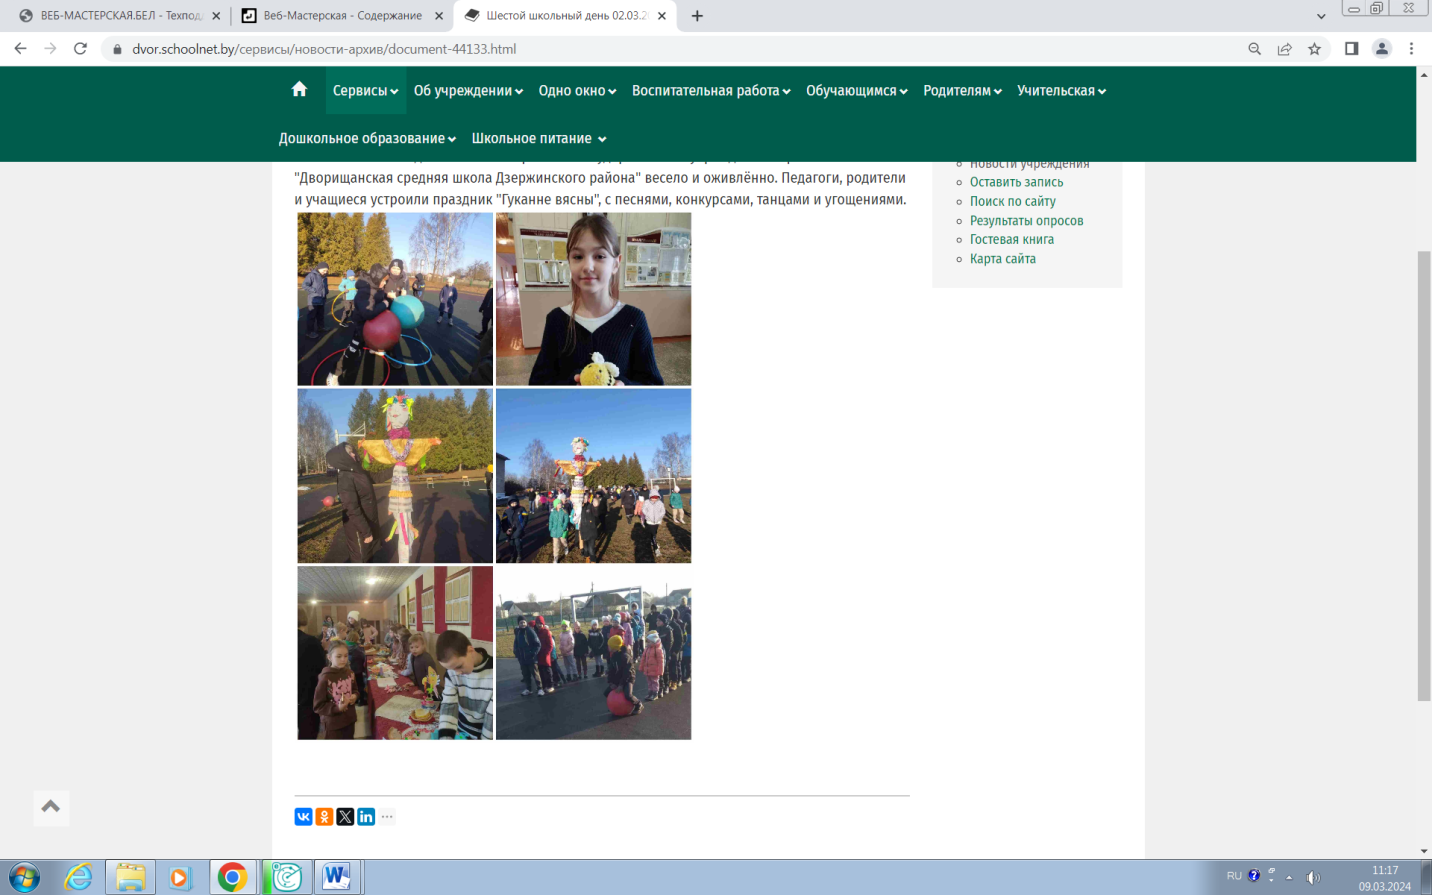 ВЕБ-МАСТЕРСКАЯ.БЕЛ - Техпод
Веб-Мастерская - Содержание
Шестой школьный день 02.03.2
dvor.schoolnet.by/сервисы/новости-архив/document-44133.html
Сервисы Об учреждении Одно окно Воспитательная работа Обучающимся Родителям Учительская
Дошкольное образование Школьное питание
Новости учреждения
"Дворищанская средняя школа Дзержинского района" весело и оживлённо. Педагоги, родители
и учащиеся устроили праздник "Гуканне вясны", с песнями, конкурсами, танцами и угощениями.
Оставить запись
Поиск по сайту
Результаты опросов
Гостевая книга
Карта сайта
RU
11:17
09.03.2024